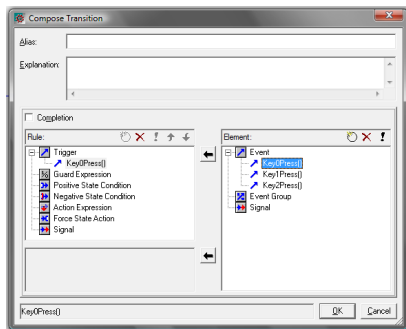 Compose Transition
Alias:
Explanation:
Completion
Rule:
Trigger
Key0Press()
Guard Expression
Positive State Condition
Negative State Condition
Action Expression
Force State Action
Signal
Element:
Event
Key0Press()
Key1Press()
Key2Press()
Event Group
Signal
Key0Press()
OK
Cancel